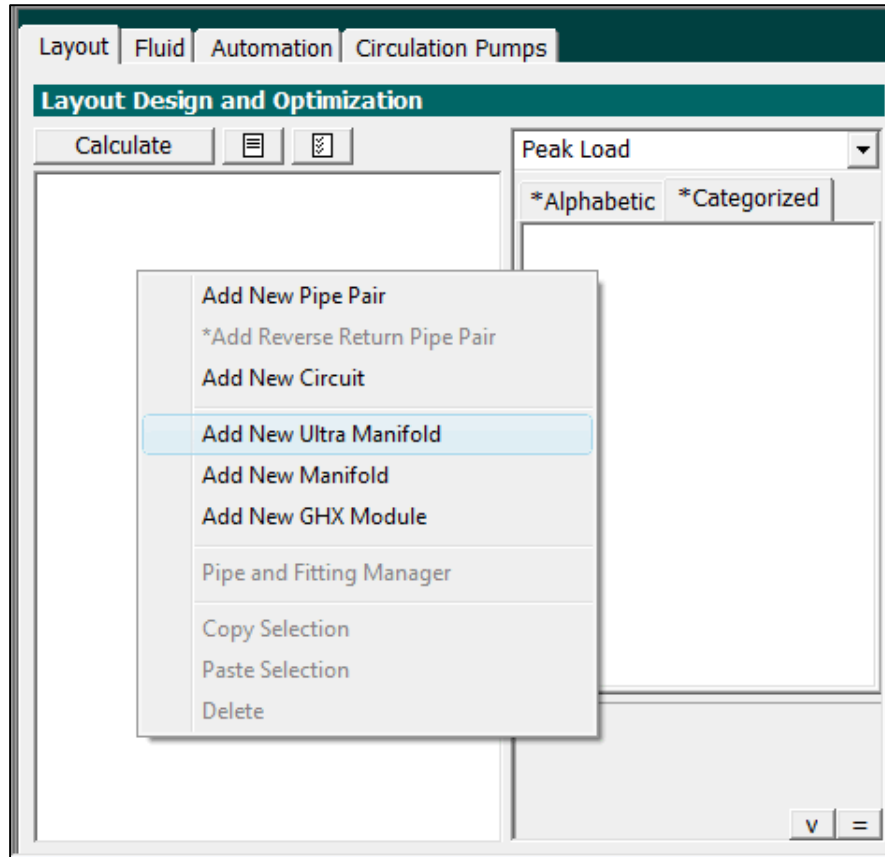 Layout Fluid Automation Circulation Pumps
Layout Design and Optimization
Calculate
Peak Load
*Alphabetic *Categorized
Add New Pipe Pair
*Add Reverse Return Pipe Pair
Add New Circuit
Add New Ultra Manifold
Add New Manifold
Add New GHX Module
Pipe and Fitting Manager
Copy Selection
Paste Selection
Delete
v =